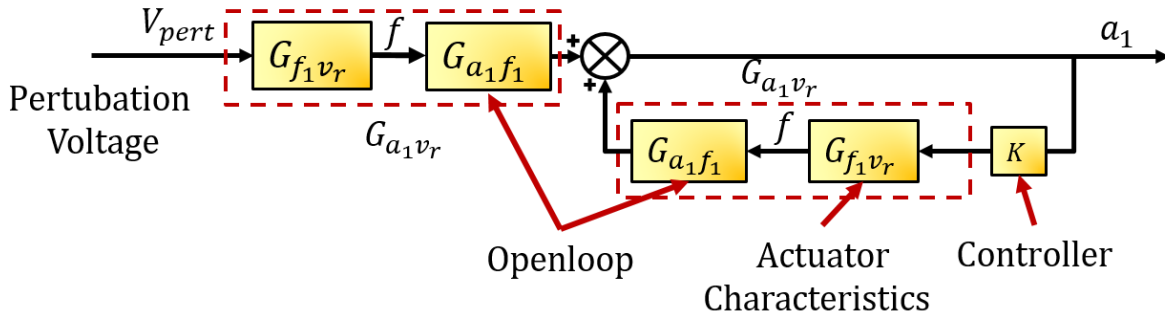 V_pert
f
a_1
G_{f_1 v_r}
G_{a_1 f_1}
+
+
Pertubation
Voltage
G_{a_1 v_r}
G_{a_1 v_r}
f
G_{a_1 f_1}
G_{f_1 v_r}
K
Openloop
Actuator
Characteristics
Controller